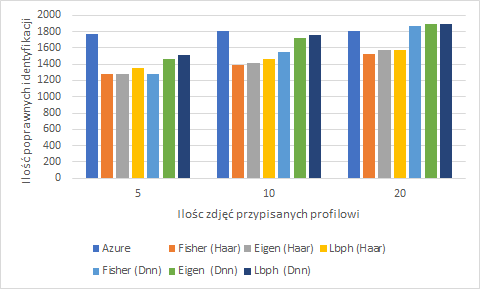 2000
1800
1600
1400
1200
1000
800
600
400
200
0
Ilość poprawnych identyfikacji
5 10 20
Ilośc zdjęć przypisanych profilowi
Azure Fisher (Haar) Eigen (Haar) Lbph (Haar)
Fisher (Dnn) Eigen (Dnn) Lbph (Dnn)